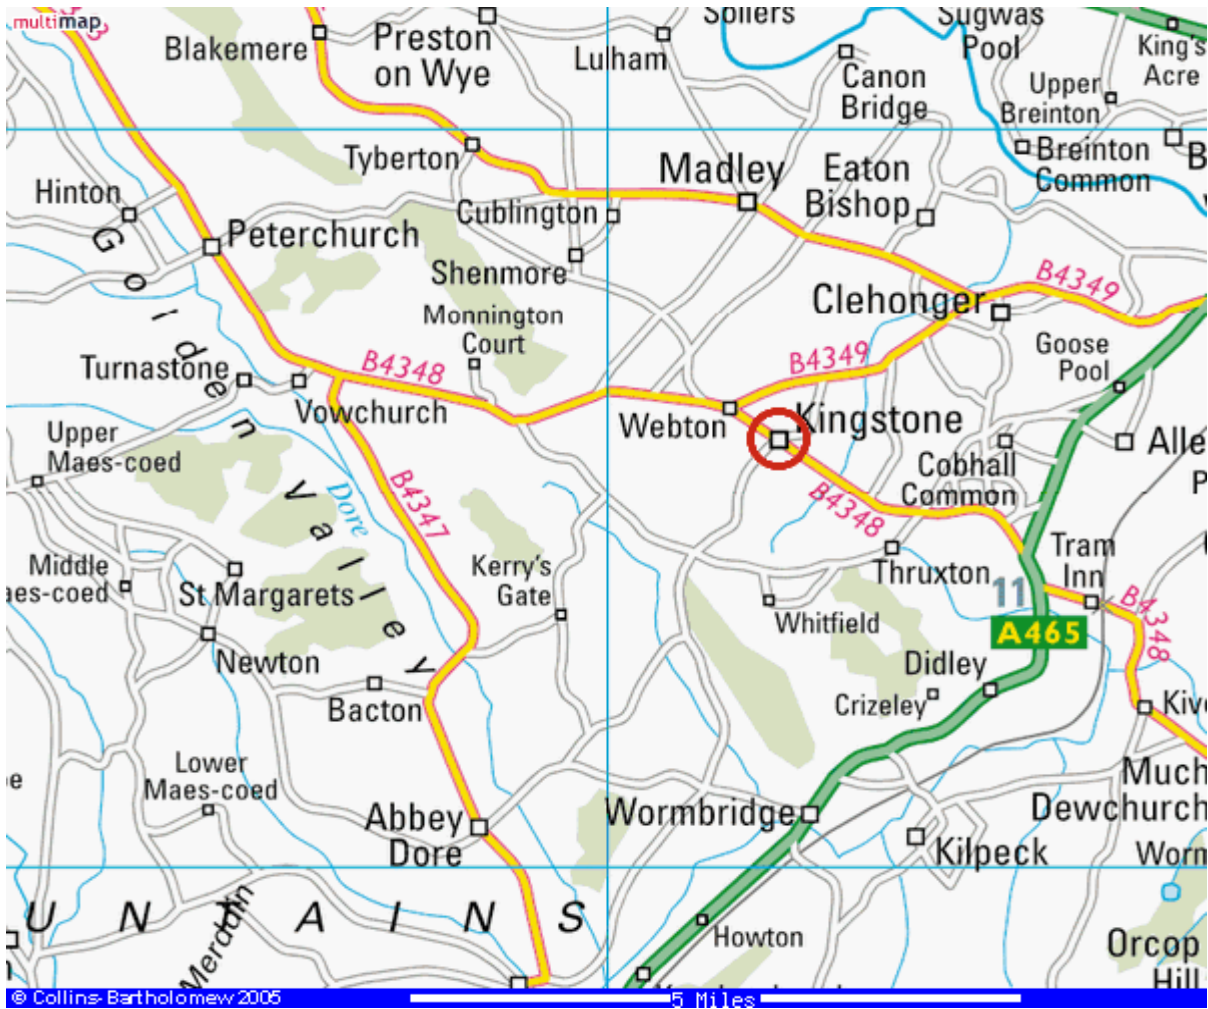 multimap
Sollers
Sugwas
Pool
King's
Acre
Blakemere
Preston
on Wye
Lulham
Canon
Bridge
Upper
Breinton
Breinton
Common
Tyberton
Madley
Eaton
Bishop
Hinton
Cublington
Peterchurch
Shenmore
Golden Valley
B4349
Clehonger
Monnington
Court
B4349
Goose
Pool
Turnastone
B4348
Vowchurch
Webton
Kingstone
Upper
Maes-coed
Cobhall
Common
Dore
B4347
B4348
Middle
aes-coed
St Margarets
Kerry's
Gate
Thruxton
11
Tram
Inn
B4348
Whitfield
A465
Newton
Didley
Bacton
Crizeley
Lower
Maes-coed
Much
Dewchurch
Abbey
Dore
Wormbridge
Kilpeck
U N T A I N S
Howton
Orcop
Hill
© Collins-Bartholomew 2005
5 Miles